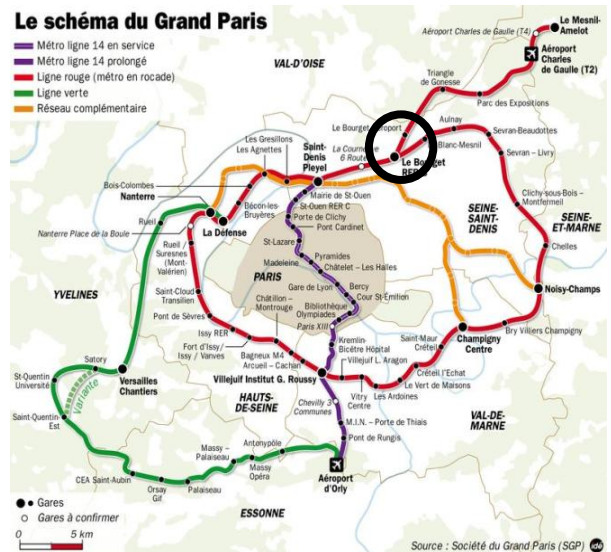 Le schéma du Grand Paris
Métro ligne 14 en service
Métro ligne 14 prolongé
Ligne rouge (métro en rocade)
Ligne verte
Réseau complémentaire
VAL-D'OISE
Aéroport Charles
de Gaulle (T4)
Le Mesnil-
Amelot
Aéroport
Charles
de Gaulle (T2)
Triangle
de Gonesse
Parc des Expositions
Le Bourget Aéroport
La Courneuve
6 Routes
Le Bourget
RER
Blanc-Mesnil
Aulnay
Sevran-Beaudottes
Sevran – Livry
Clichy-sous-Bois –
Montfermeil
SEINE-
SAINT-
DENIS
SEINE-
ET-MARNE
Chelles
Noisy-Champs
Bry Villiers Champigny
Champigny
Centre
Saint-Maur
Créteil
Créteil l'Echat
Le Vert de Maisons
Les Ardoines
Vitry
Centre
Villejuif L. Aragon
VAL-DE-
MARNE
Les Gresillons
Les Agnettes
Saint-
Denis
Pleyel
Bois-Colombes
Nanterre
Bécon-les-
Bruyères
La Défense
Rueil
Nanterre Place de la Boule
Rueil /
Suresnes
(Mont-
Valérien)
Saint-Cloud
Transilien
Pont de Sèvres
Issy RER
Fort d'Issy/
Issy / Vanves
Châtillon –
Montrouge
Bagneux M4
Arcueil – Cachan
Villejuif Institut G. Roussy
Mairie de St-Ouen
St-Ouen RER C
Porte de Clichy
Pont Cardinet
St-Lazare
Pyramides
Madeleine
Châtelet – Les Halles
PARIS
Gare de Lyon
Bercy
Cour St-Émilion
Bibliothèque
Olympiades
Paris XIII
Kremlin
Bicêtre Hôpital
Chevilly 3
Communes
M.I.N. – Porte de Thiais
Pont de Rungis
Aéroport
d'Orly
YVELINES
Satory
St-Quentin
Université
Variante
Versailles
Chantiers
Saint-Quentin
Est
HAUTS-
DE-SEINE
Antonypôle
Massy –
Palaiseau
Massy
Opéra
CEA Saint-Aubin
Orsay
Gif
Palaiseau
ESSONNE
Gares
Gares à confirmer
0 5 km
Source : Société du Grand Paris (SGP) idé